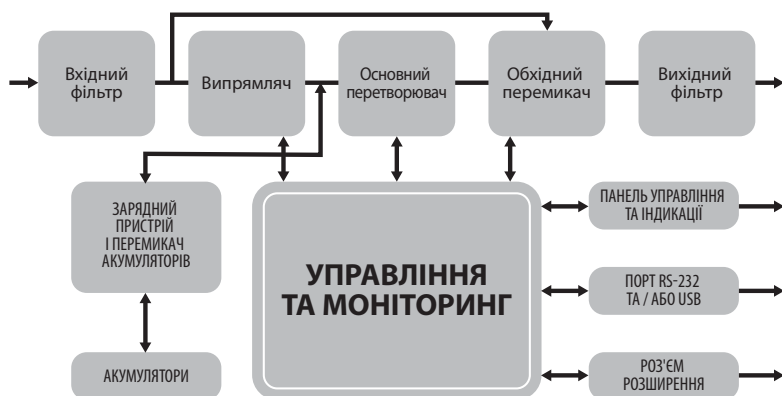 Вхідний
фільтр
Випрямляч
Основний
перетворювач
Обхідний
перемикач
Вихідний
фільтр
ЗАРЯДНИЙ
ПРИСТРІЙ
І ПЕРЕМИКАЧ
АКУМУЛЯТОРІВ
АКУМУЛЯТОРИ
УПРАВЛІННЯ
ТА МОНІТОРИНГ
ПАНЕЛЬ УПРАВЛІННЯ
ТА ІНДИКАЦІЇ
ПОРТ RS-232
ТА / АБО USB
РОЗ'ЄМ
РОЗШИРЕННЯ